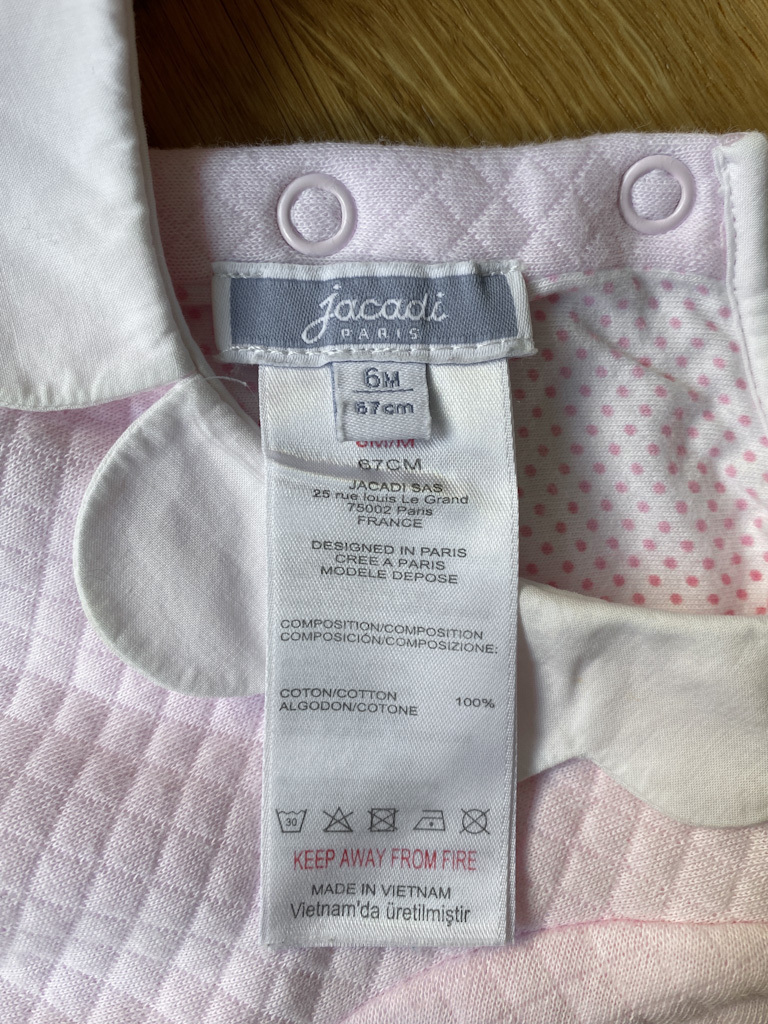 jacadi
PARIS
6M
67cm
6M/M
67CM
JACADI SAS
25 rue louis Le Grand
75002 Paris
FRANCE
DESIGNED IN PARIS
CREE A PARIS
MODELE DEPOSE
COMPOSITION/COMPOSITION
COMPOSICIÓN/COMPOSIZIONE:
COTON/COTTON 100%
ALGODON/COTONE
30
KEEP AWAY FROM FIRE
MADE IN VIETNAM
Vietnam'da üretilmiştir